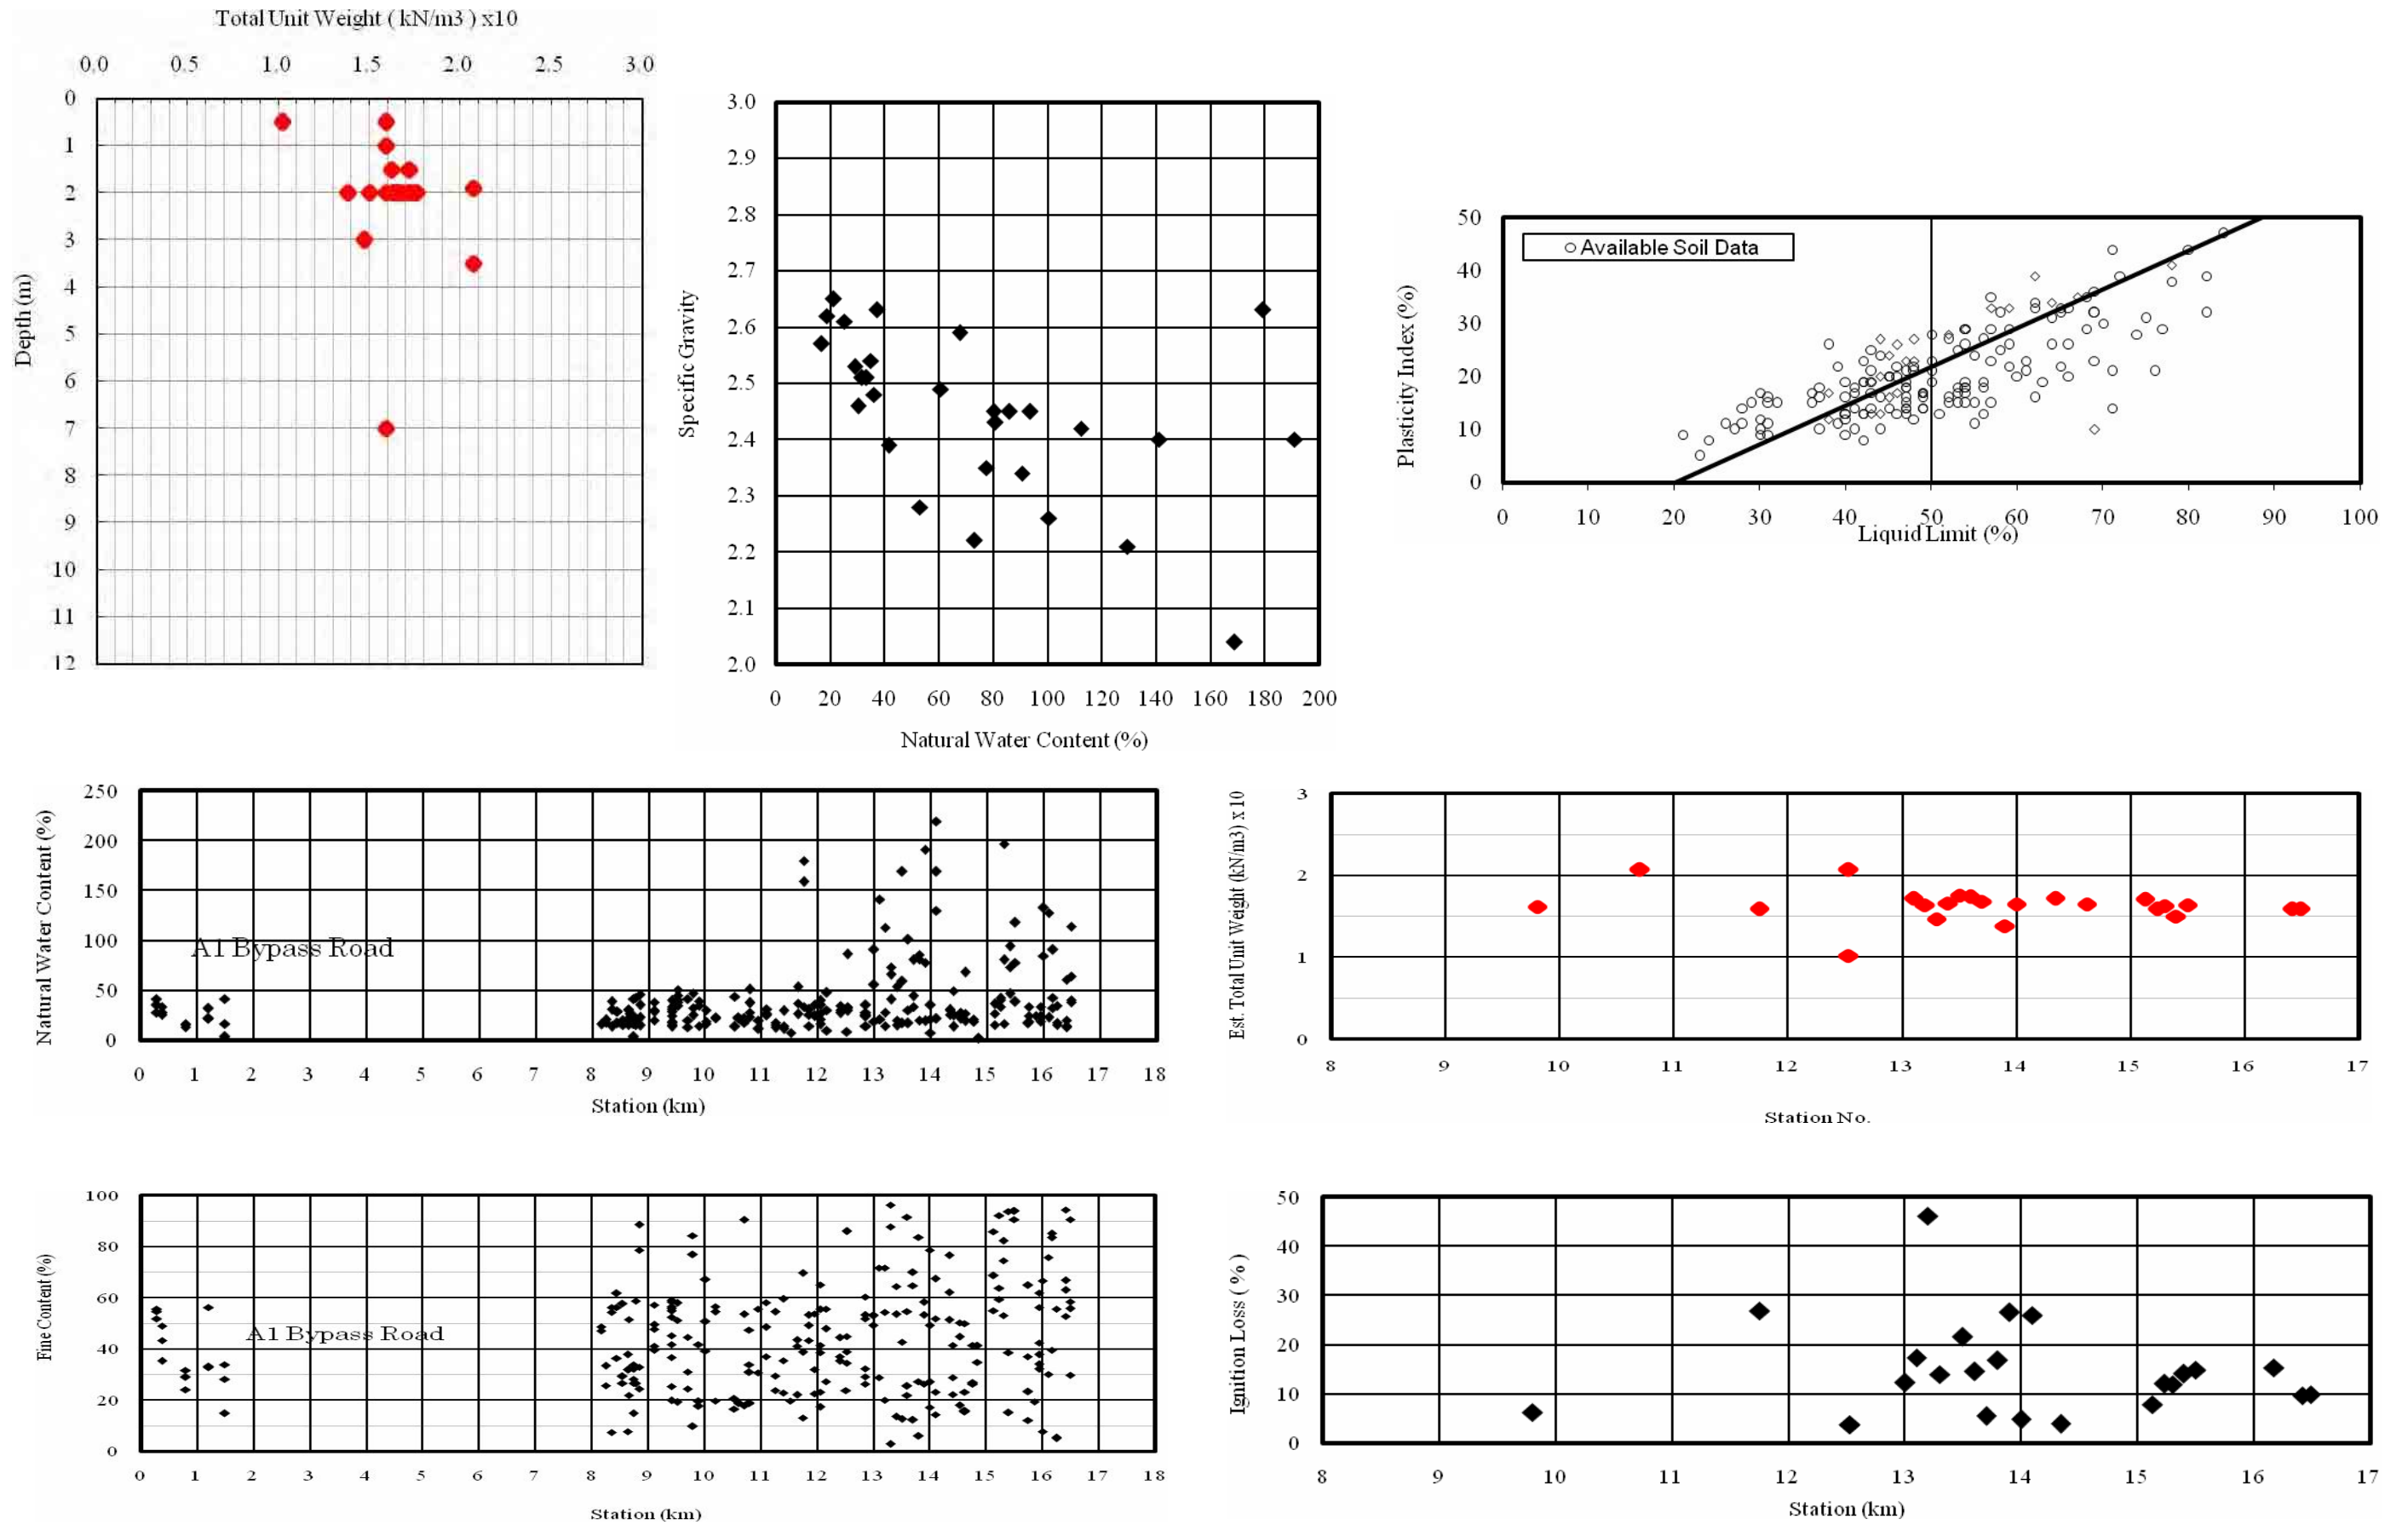 Total Unit Weight ( kN/m3 ) x10
0.0 0.5 1.0 1.5 2.0 2.5 3.0
Depth (m)
0
1
2
3
4
5
6
7
8
9
10
11
12
Specific Gravity
3.0
2.9
2.8
2.7
2.6
2.5
2.4
2.3
2.2
2.1
2.0
0 20 40 60 80 100 120 140 160 180 200
Natural Water Content (%)
Plasticity Index (%)
50
40
30
20
10
0
Available Soil Data
0 10 20 30 40 50 60 70 80 90 100
Liquid Limit (%)
Natural Water Content (%)
250
200
150
100
50
0
A1 Bypass Road
0 1 2 3 4 5 6 7 8 9 10 11 12 13 14 15 16 17 18
Station (km)
Est. Total Unit Weight (kN/m3) x 10
3
2
1
0
8 9 10 11 12 13 14 15 16 17
Station No.
Fine Content (%)
100
80
60
40
20
0
A1 Bypass Road
0 1 2 3 4 5 6 7 8 9 10 11 12 13 14 15 16 17 18
Station (km)
Ignition Loss ( % )
50
40
30
20
10
0
8 9 10 11 12 13 14 15 16 17
Station (km)